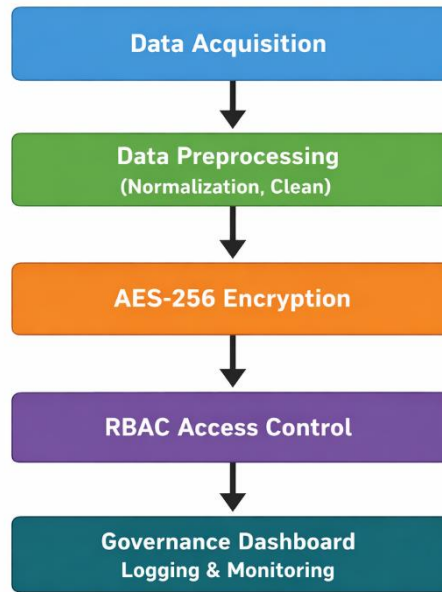 Data Acquisition
Data Preprocessing
(Normalization, Clean)
AES-256 Encryption
RBAC Access Control
Governance Dashboard
Logging & Monitoring